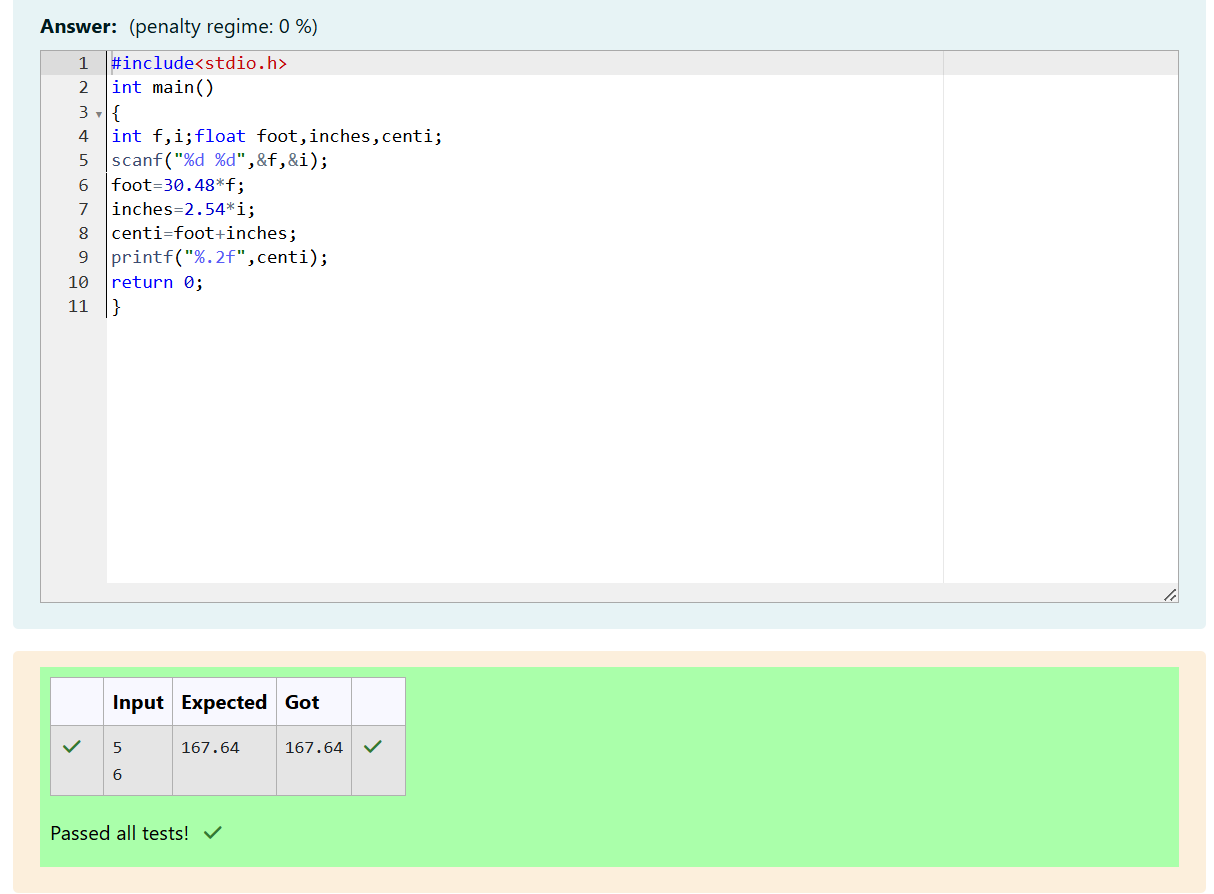 Answer: (penalty regime: 0 %)
1 #include<stdio.h>
2 int main()
3 {
4 int f,i;float foot,inches,centi;
5 scanf("%d %d",&f,&i);
6 foot=30.48*f;
7 inches=2.54*i;
8 centi=foot+inches;
9 printf("%.2f",centi);
10 return 0;
11 }
Input Expected Got
5 167.64 167.64
6
Passed all tests!